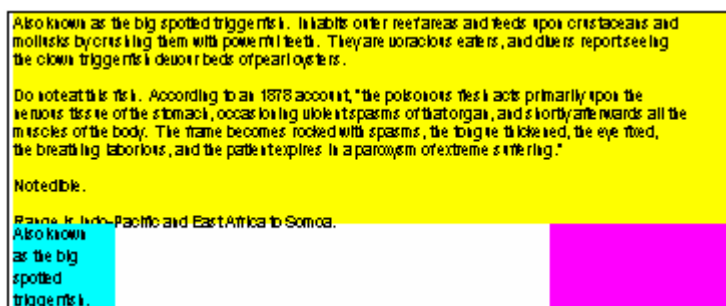 Also known as the big spotted triggerfish. Inhabits outer reef areas and feeds upon crustaceans and
mollusks by crushing them with powerful teeth. They are voracious eaters, and divers report seeing
the clown triggerfish devour beds of pearl oysters.
Do not eat this fish. According to an 1878 account, "the poisonous flesh acts primarily upon the
nervous tissue of the stomach, occasioning violent spasms of that organ, and shortly afterwards all the
muscles of the body. The frame becomes rocked with spasms, the tongue thickened, the eye fixed,
the breathing laborious, and the patient expires in a paroxysm of extreme suffering."
Not edible.
Range is Indo-Pacific and East Africa to Somoa.
Also known
as the big
spotted
triggerfish.